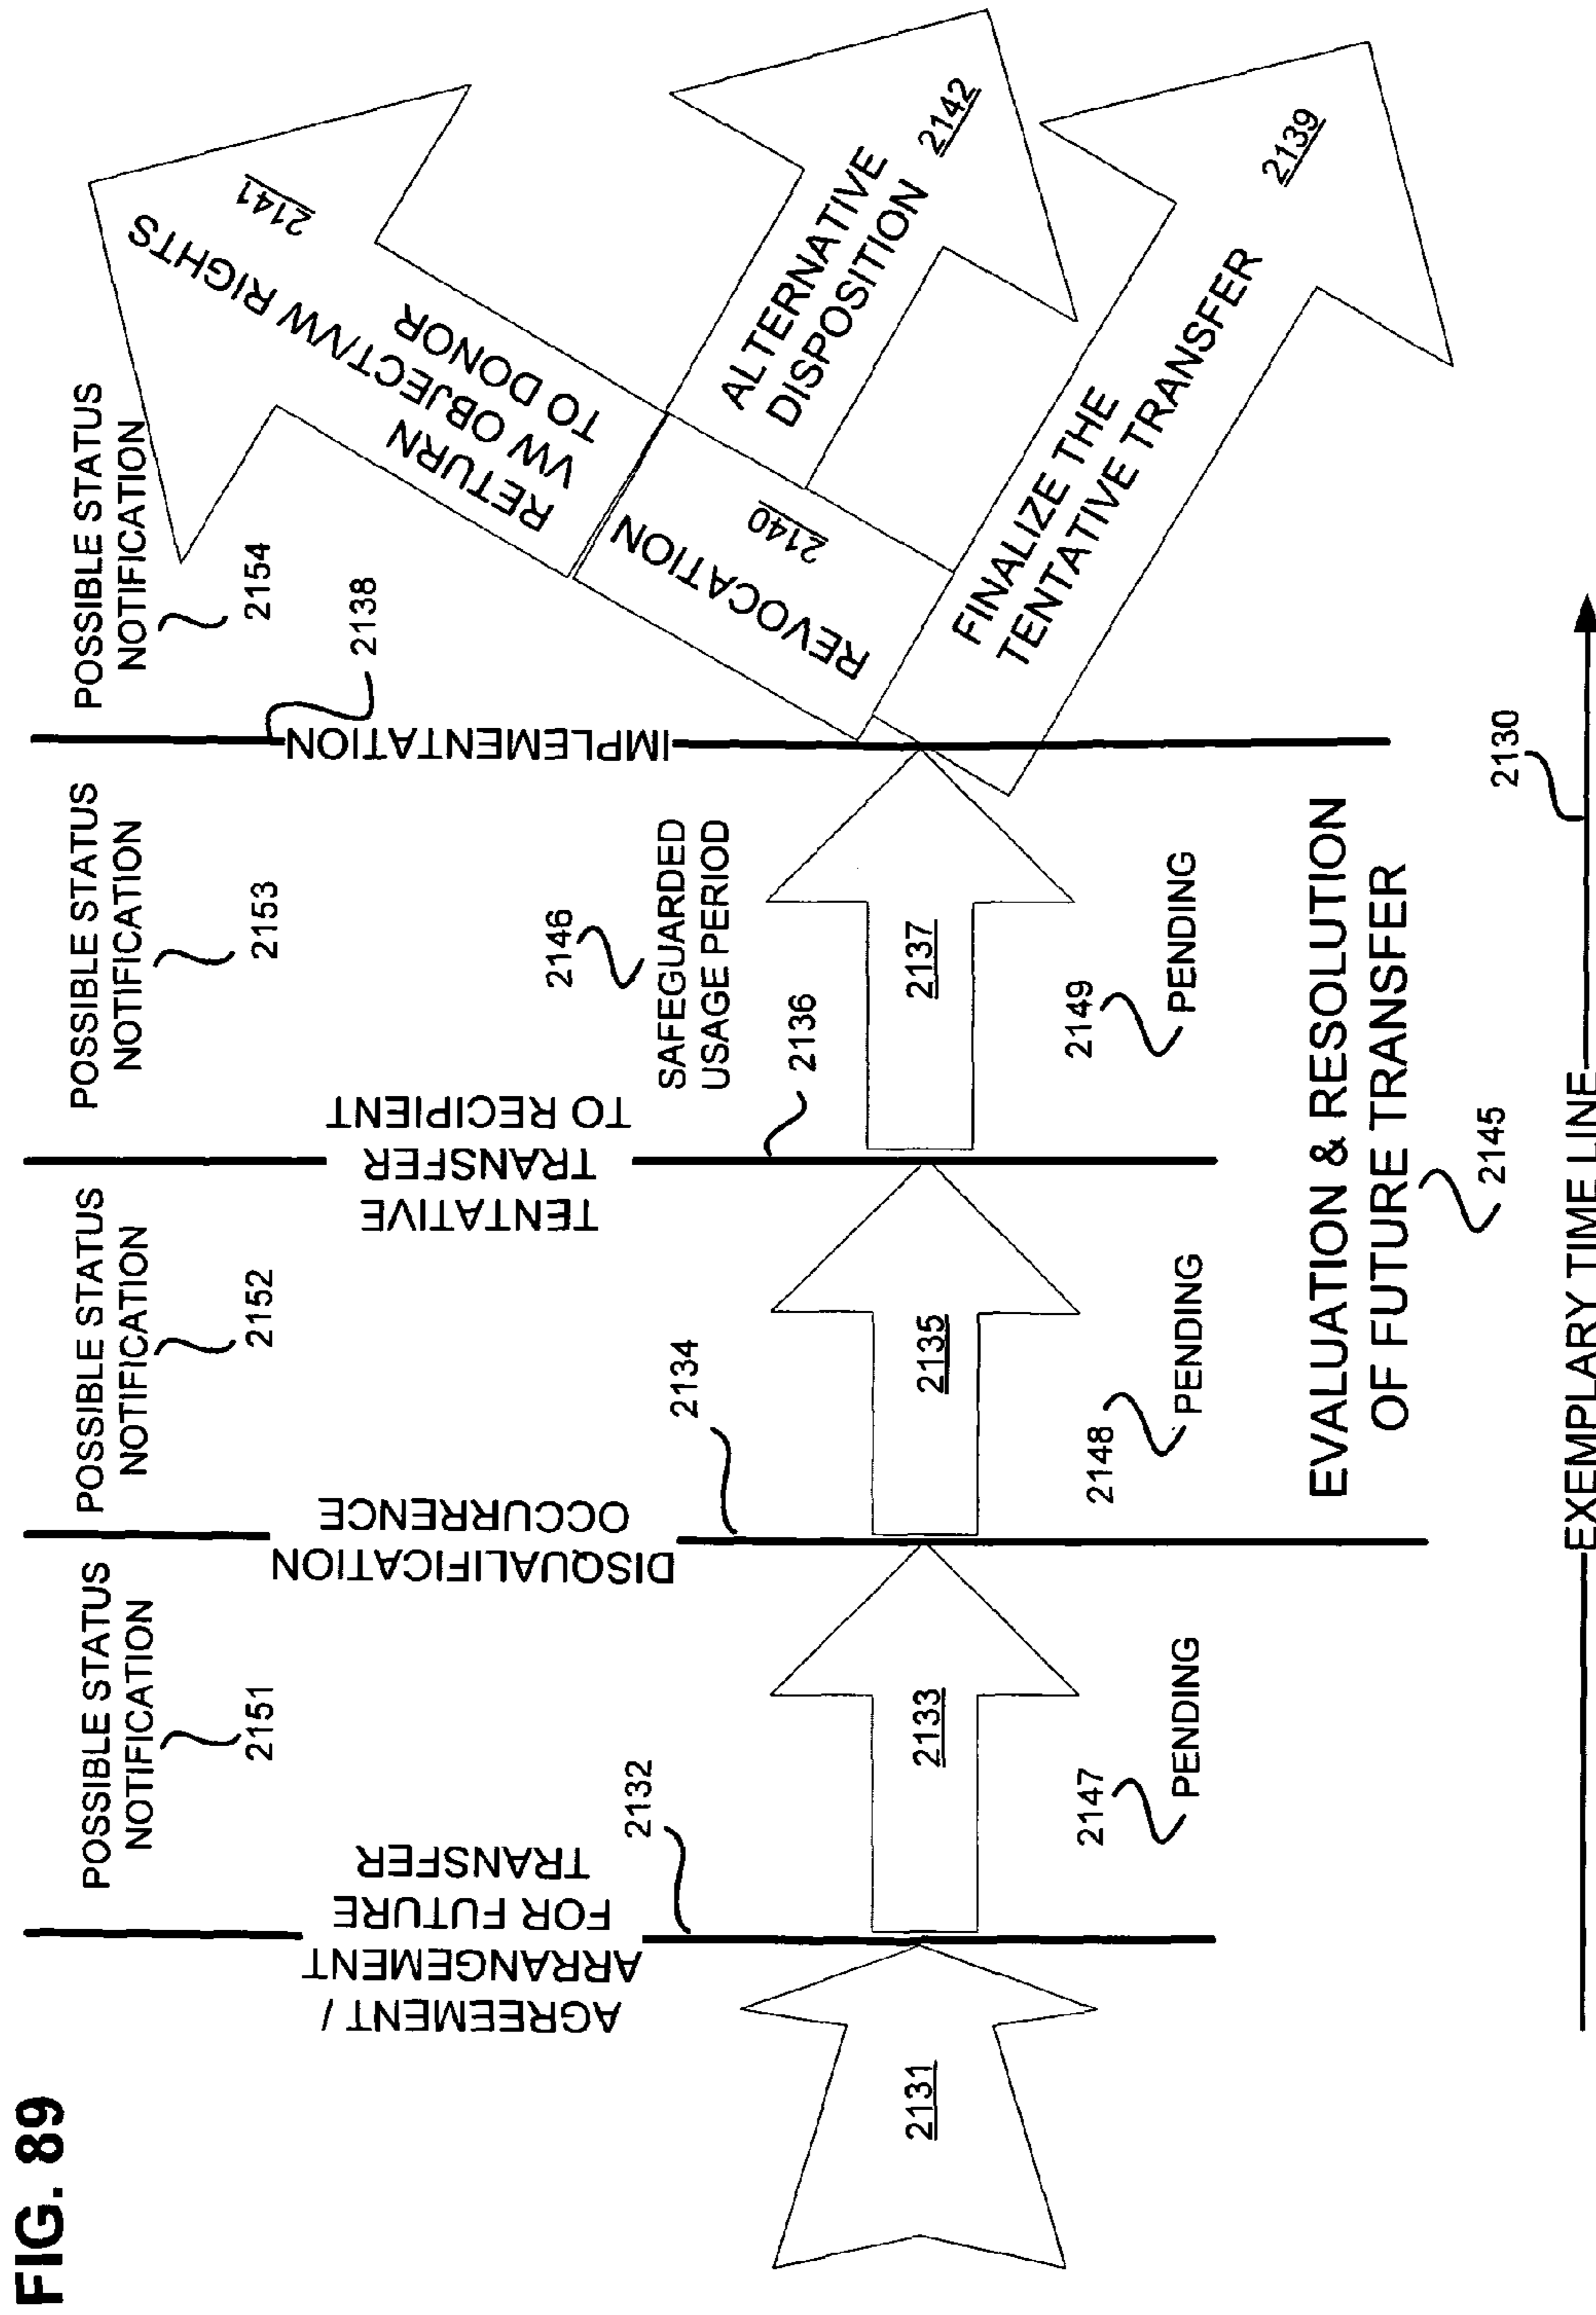 FIG. 89
POSSIBLE STATUS
NOTIFICATION
2151
POSSIBLE STATUS
NOTIFICATION
2152
POSSIBLE STATUS
NOTIFICATION
2153
POSSIBLE STATUS
NOTIFICATION
2154
AGREEMENT /
ARRANGEMENT
FOR FUTURE
TRANSFER
2132
DISQUALIFICATION
OCCURRENCE
2134
TENTATIVE
TRANSFER
TO RECIPIENT
2136
2146
SAFEGUARDED
USAGE PERIOD
IMPLEMENTATION
2138
2131
2133
2135
2137
RETURN
VW OBJECT/VW RIGHTS
TO DONOR
2141
REVOCATION
2140
ALTERNATIVE
DISPOSITION
2142
FINALIZE THE
TENTATIVE TRANSFER
2139
2147
PENDING
2148
PENDING
2149
PENDING
EVALUATION & RESOLUTION
OF FUTURE TRANSFER
2145
EXEMPLARY TIME LINE
2130